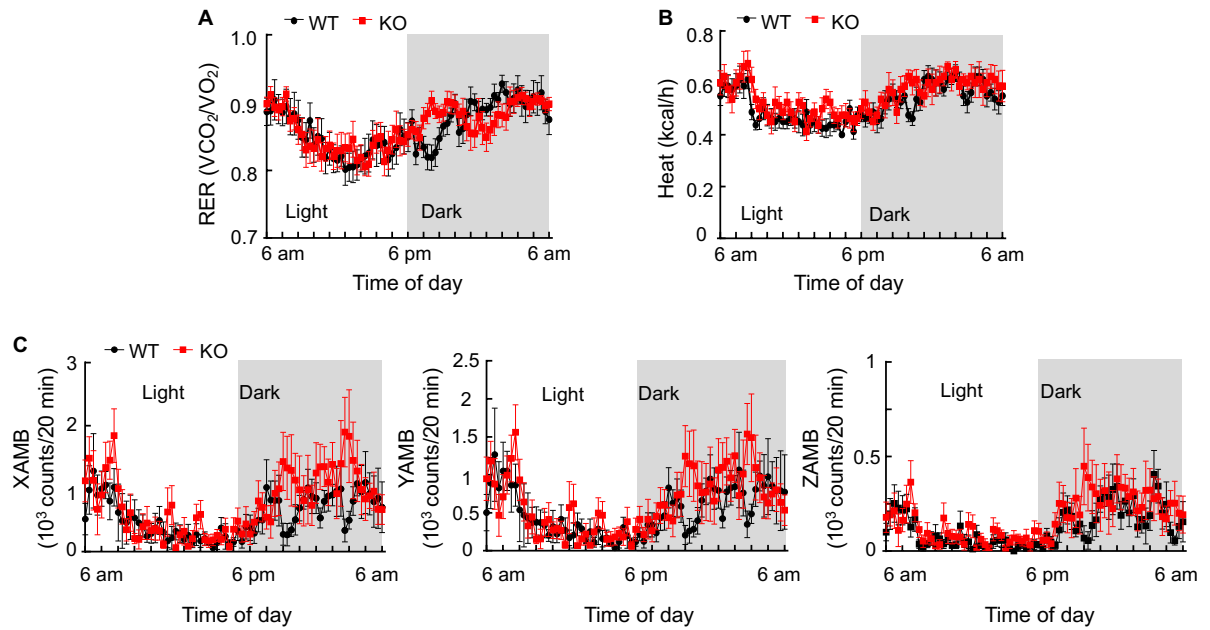 A
WT
KO
1.0
0.9
0.8
0.7
RER (VCO₂/VO₂)
Light
Dark
6 am
6 pm
6 am
Time of day
B
WT
KO
0.8
0.6
0.4
0.2
0
Heat (kcal/h)
Light
Dark
6 am
6 pm
6 am
Time of day
C
WT
KO
3
2
1
0
XAMB
(10³ counts/20 min)
Light
Dark
6 am
6 pm
6 am
Time of day
2.5
2
1.5
1
0.5
0
YAMB
(10³ counts/20 min)
Light
Dark
6 am
6 pm
6 am
Time of day
1
0.5
0
ZAMB
(10³ counts/20 min)
Light
Dark
6 am
6 pm
6 am
Time of day